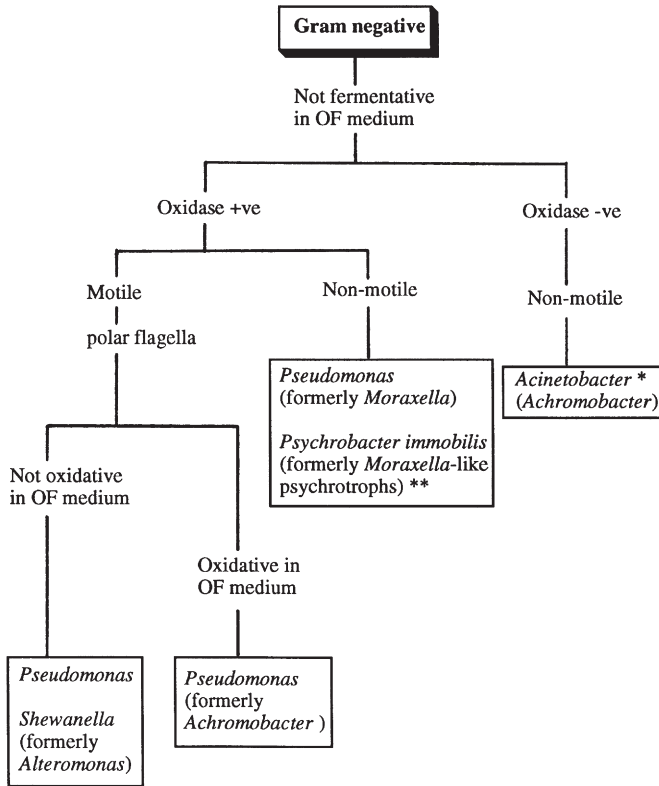 Gram negative
Not fermentative
in OF medium
Oxidase +ve
Oxidase -ve
Motile
polar flagella
Non-motile
Non-motile
Pseudomonas
(formerly Moraxella)
Psychrobacter immobilis
(formerly Moraxella-like
psychrotrophs) **
Acinetobacter *
(Achromobacter)
Not oxidative
in OF medium
Oxidative in
OF medium
Pseudomonas
Shewanella
(formerly
Alteromonas)
Pseudomonas
(formerly
Achromobacter )